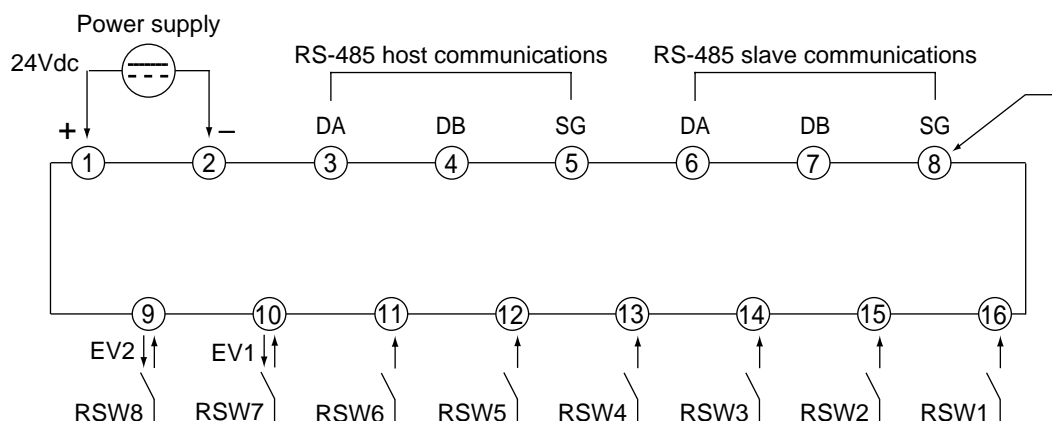 Power supply
24Vdc
RS-485 host communications
RS-485 slave communications
+ −
DA DB SG DA DB SG
1 2 3 4 5 6 7 8
9 10 11 12 13 14 15 16
EV2 EV1
RSW8 RSW7 RSW6 RSW5 RSW4 RSW3 RSW2 RSW1